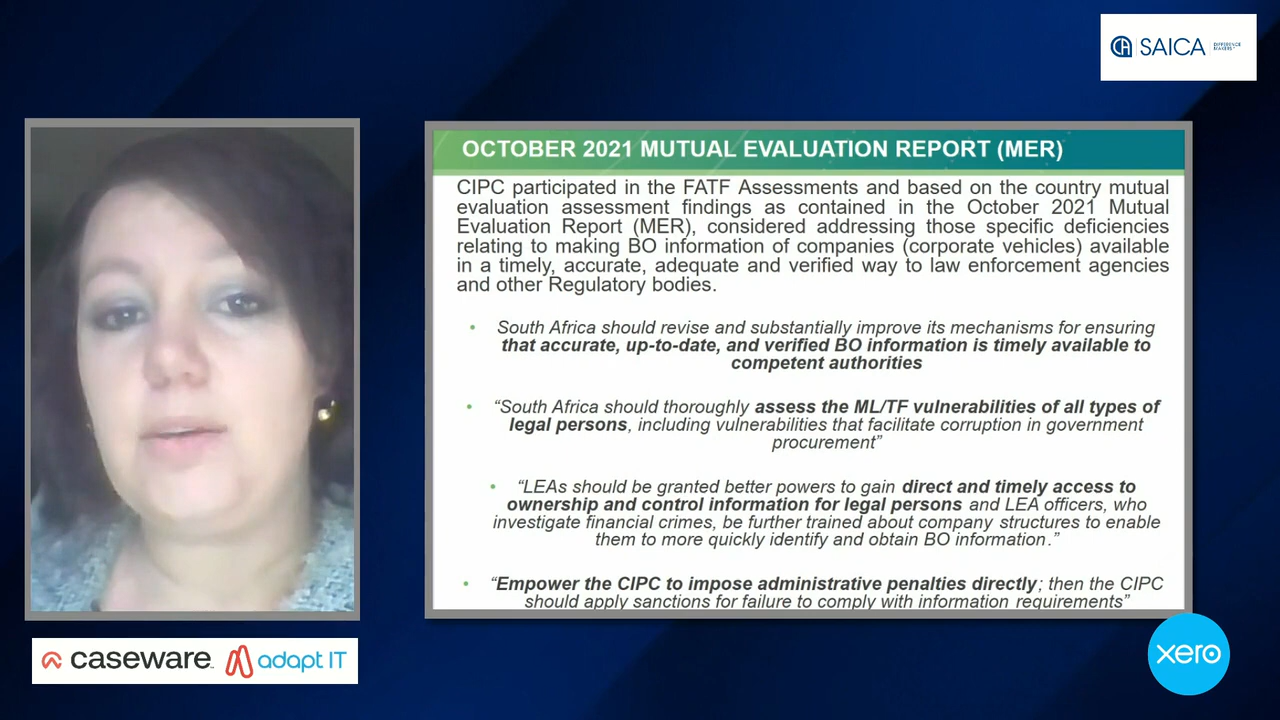 SAICA
DIFFERENCE
MAKERS
OCTOBER 2021 MUTUAL EVALUATION REPORT (MER)
CIPC participated in the FATF Assessments and based on the country mutual
evaluation assessment findings as contained in the October 2021 Mutual
Evaluation Report (MER), considered addressing those specific deficiencies
relating to making BO information of companies (corporate vehicles) available
in a timely, accurate, adequate and verified way to law enforcement agencies
and other Regulatory bodies.
• South Africa should revise and substantially improve its mechanisms for ensuring
that accurate, up-to-date, and verified BO information is timely available to
competent authorities
• “South Africa should thoroughly assess the ML/TF vulnerabilities of all types of
legal persons, including vulnerabilities that facilitate corruption in government
procurement”
• “LEAs should be granted better powers to gain direct and timely access to
ownership and control information for legal persons and LEA officers, who
investigate financial crimes, be further trained about company structures to enable
them to more quickly identify and obtain BO information.”
• “Empower the CIPC to impose administrative penalties directly; then the CIPC
should apply sanctions for failure to comply with information requirements”
caseware
adapt IT
xero